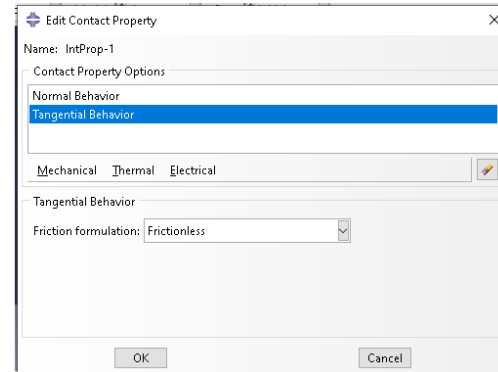 Edit Contact Property
Name: IntProp-1
Contact Property Options
Normal Behavior
Tangential Behavior
Mechanical Thermal Electrical
Tangential Behavior
Friction formulation: Frictionless
OK Cancel